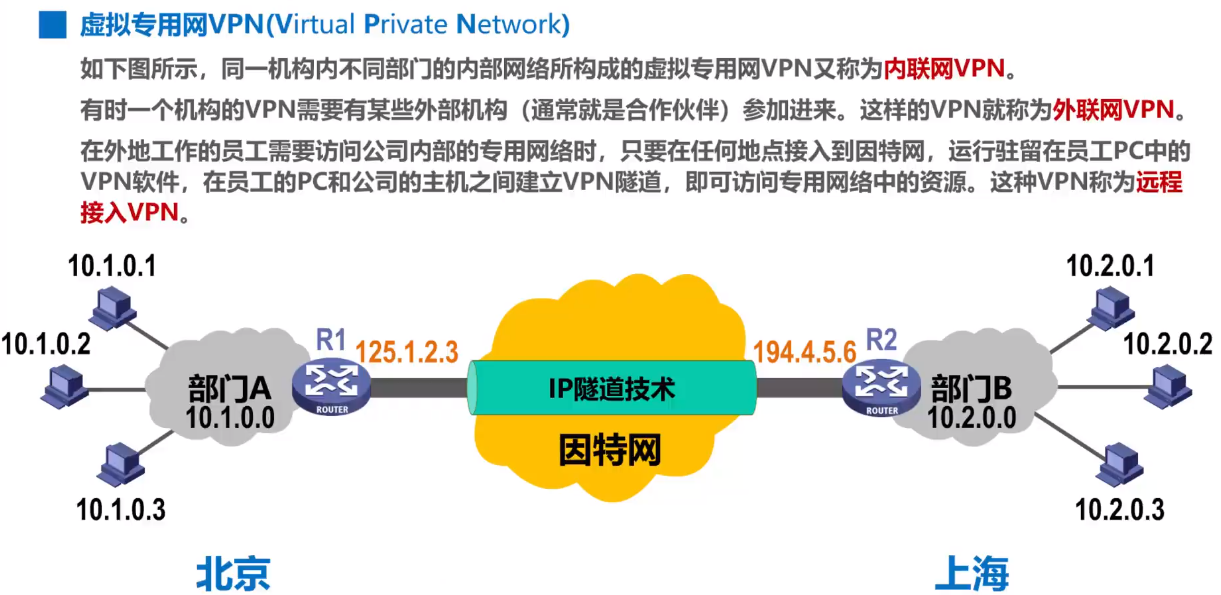 虚拟专用网VPN(Virtual Private Network)
如下图所示，同一机构内不同部门的内部网络所构成的虚拟专用网VPN又称为内联网VPN。
有时一个机构的VPN需要有某些外部机构（通常就是合作伙伴）参加进来。这样的VPN就称为外联网VPN。
在外地工作的员工需要访问公司内部的专用网络时，只要在任何地点接入到因特网，运行驻留在员工PC中的
VPN软件，在员工的PC和公司的主机之间建立VPN隧道，即可访问专用网络中的资源。这种VPN称为远程
接入VPN。
10.1.0.1
10.2.0.1
10.1.0.2
R1
125.1.2.3
194.4.5.6
R2
10.2.0.2
部门A
10.1.0.0
ROUTER
IP隧道技术
ROUTER
部门B
10.2.0.0
因特网
10.1.0.3
10.2.0.3
北京
上海